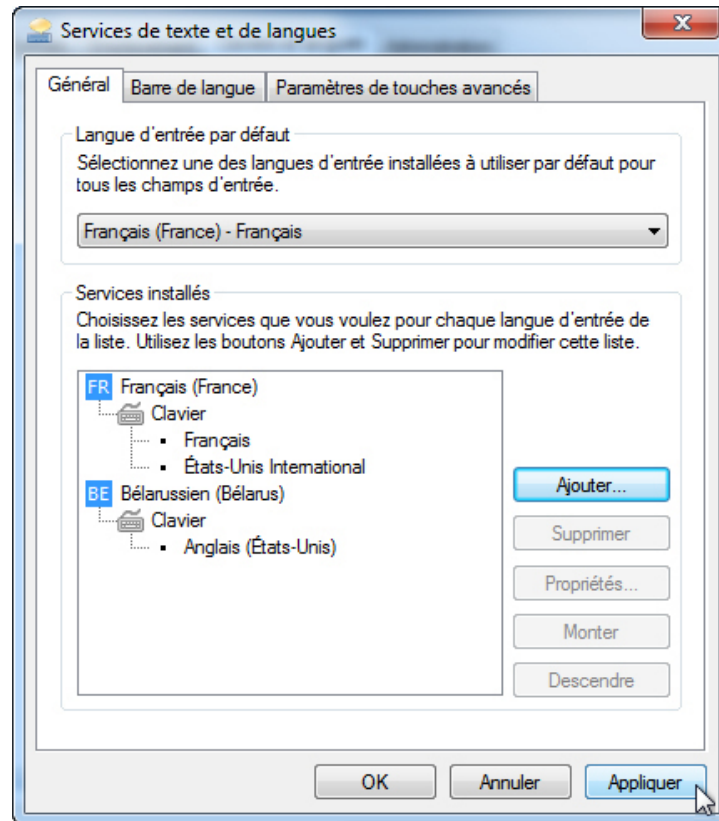 Services de texte et de langues
Général
Barre de langue
Paramètres de touches avancés
Langue d'entrée par défaut
Sélectionnez une des langues d'entrée installées à utiliser par défaut pour
tous les champs d'entrée.
Français (France) - Français
Services installés
Choisissez les services que vous voulez pour chaque langue d'entrée de
la liste. Utilisez les boutons Ajouter et Supprimer pour modifier cette liste.
FR Français (France)
Clavier
Français
États-Unis International
BE Bélarussien (Bélarus)
Clavier
Anglais (États-Unis)
Ajouter...
Supprimer
Propriétés...
Monter
Descendre
OK
Annuler
Appliquer